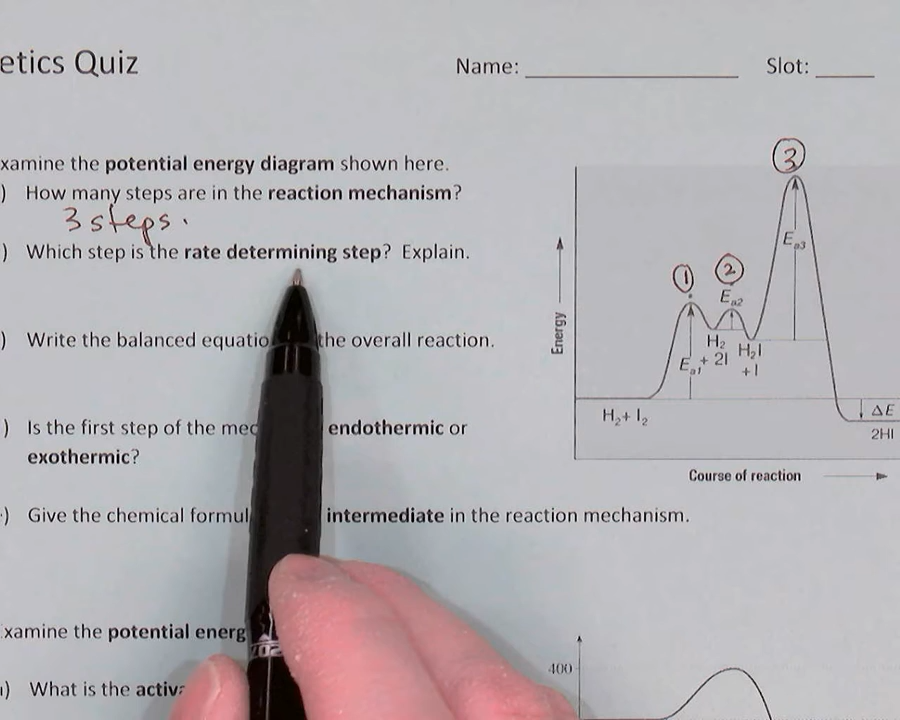 etics Quiz
Name: Slot:
xamine the potential energy diagram shown here.
) How many steps are in the reaction mechanism?
3 steps.
) Which step is the rate determining step? Explain.
) Write the balanced equatio the overall reaction.
) Is the first step of the mec endothermic or
exothermic?
) Give the chemical formul intermediate in the reaction mechanism.
xamine the potential energ
) What is the activa
3
1
2
Ea3
Ea2
Energy
H2
+ 2I
H2I
+ I
Ea1
H2 + I2
ΔE
2HI
Course of reaction
400